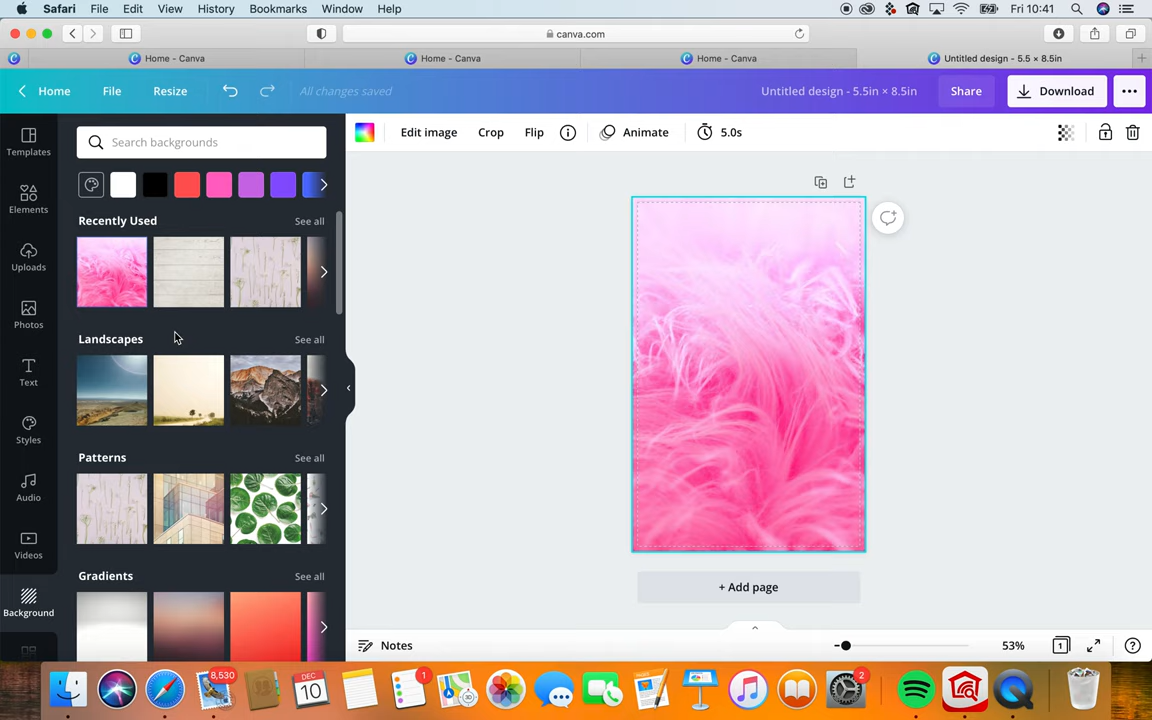 Safari File Edit View History Bookmarks Window Help Fri 10:41
canva.com
Home - Canva Home - Canva Home - Canva Untitled design - 5.5 × 8.5in
Home File Resize All changes saved Untitled design - 5.5in × 8.5in Share Download
Search backgrounds Edit image Crop Flip Animate 5.0s
Templates
Elements
Uploads
Photos
Text
Styles
Audio
Videos
Background
Recently Used See all
Landscapes See all
Patterns See all
Gradients See all
+ Add page
Notes 53% 1 ?
8,530 DEC 10 1 2